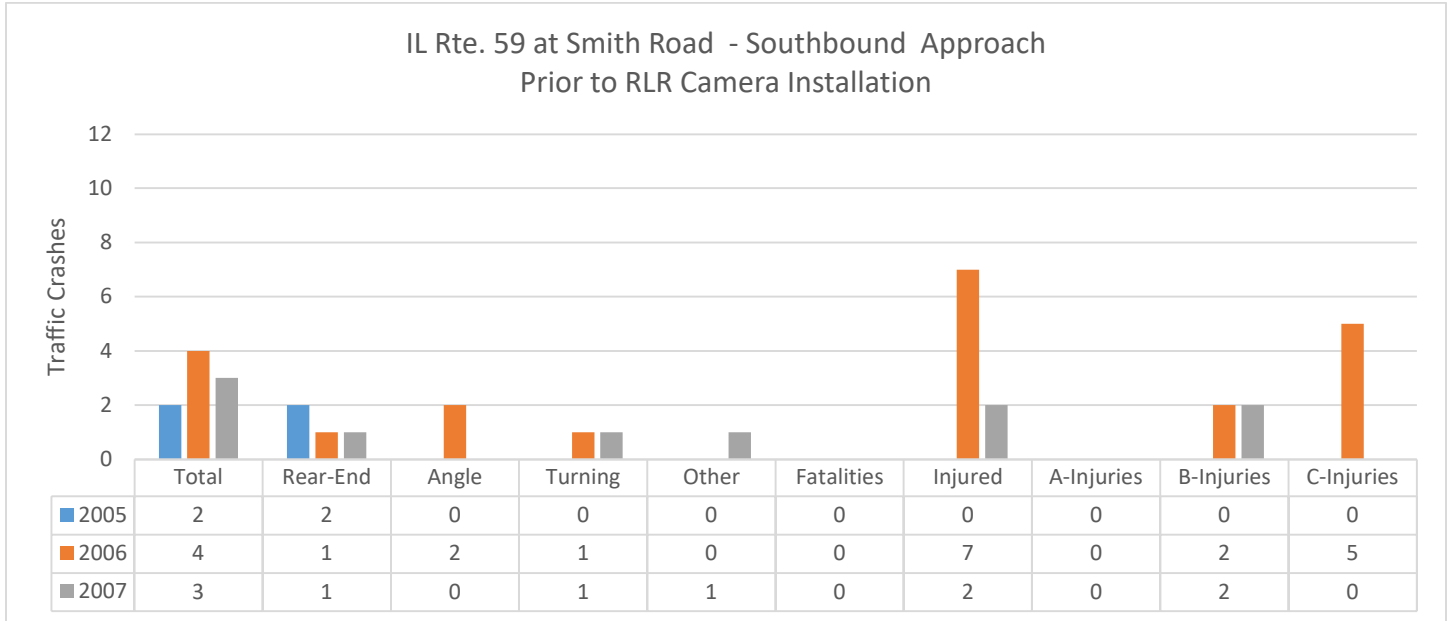 IL Rte. 59 at Smith Road - Southbound Approach
Prior to RLR Camera Installation
12
10
8
6
4
2
0
Traffic Crashes
Total Rear-End Angle Turning Other Fatalities Injured A-Injuries B-Injuries C-Injuries
2005 2 2 0 0 0 0 0 0 0 0
2006 4 1 2 1 0 0 7 0 2 5
2007 3 1 0 1 1 0 2 0 2 0